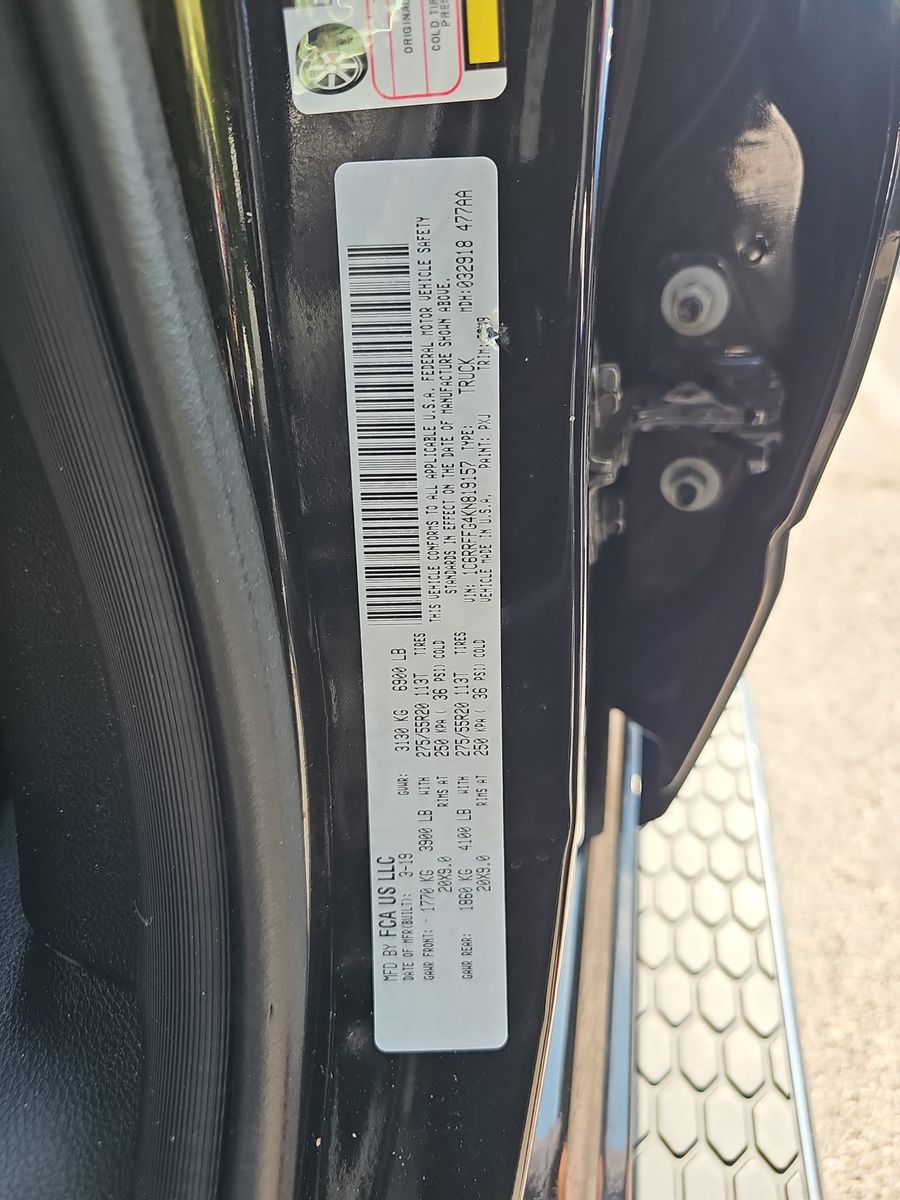 ORIGINAL
COLD TIR
PRES
MFD BY FCA US LLC
DATE OF MFR(BUILT): 3-19 GVWR: 3130 KG 6900 LB
GAWR FRONT: - 1770 KG 3900 LB WITH 275/55R20 113T TIRES
20X9.0 RIMS AT 250 KPA ( 36 PSI) COLD
GAWR REAR: 1860 KG 4100 LB WITH 275/55R20 113T TIRES
20X9.0 RIMS AT 250 KPA ( 36 PSI) COLD
THIS VEHICLE CONFORMS TO ALL APPLICABLE U.S.A. FEDERAL MOTOR VEHICLE SAFETY
STANDARDS IN EFFECT ON THE DATE OF MANUFACTURE SHOWN ABOVE.
VIN: 1C6RRFFG4KN819157 TYPE: TRUCK MDH:032918 477AA
VEHICLE MADE IN U.S.A. PAINT: PXJ TRIM: